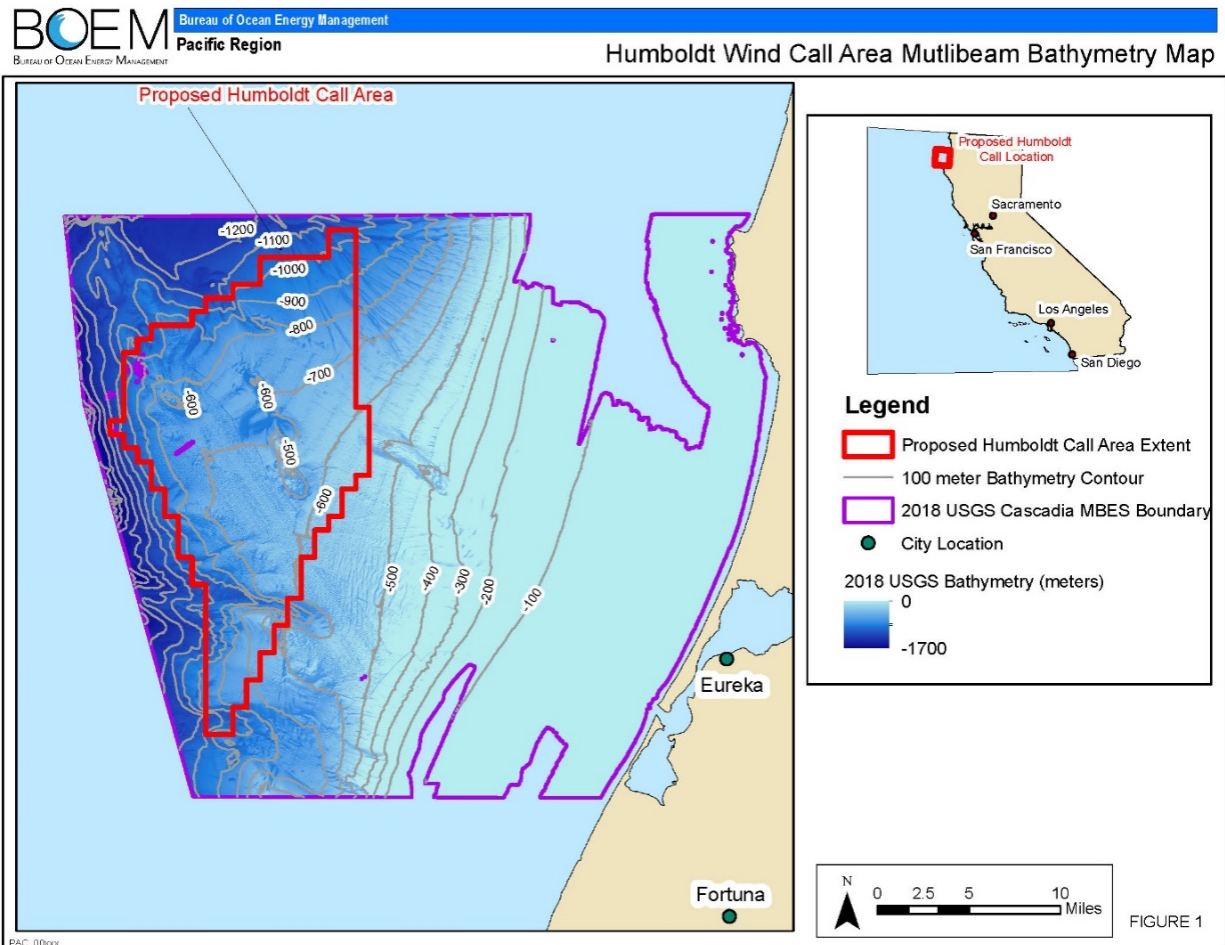 BOEM
BUREAU OF OCEAN ENERGY MANAGEMENT
Bureau of Ocean Energy Management
Pacific Region
Humboldt Wind Call Area Mutlibeam Bathymetry Map
Proposed Humboldt Call Area
-1200
-1100
-1000
-900
-800
-700
-600
-600
-500
-600
-500
-400
-300
-200
-100
Eureka
Fortuna
Proposed Humboldt
Call Location
Sacramento
San Francisco
Los Angeles
San Diego
Legend
Proposed Humboldt Call Area Extent
100 meter Bathymetry Contour
2018 USGS Cascadia MBES Boundary
City Location
2018 USGS Bathymetry (meters)
0
-1700
N
0 2.5 5 10
Miles
FIGURE 1